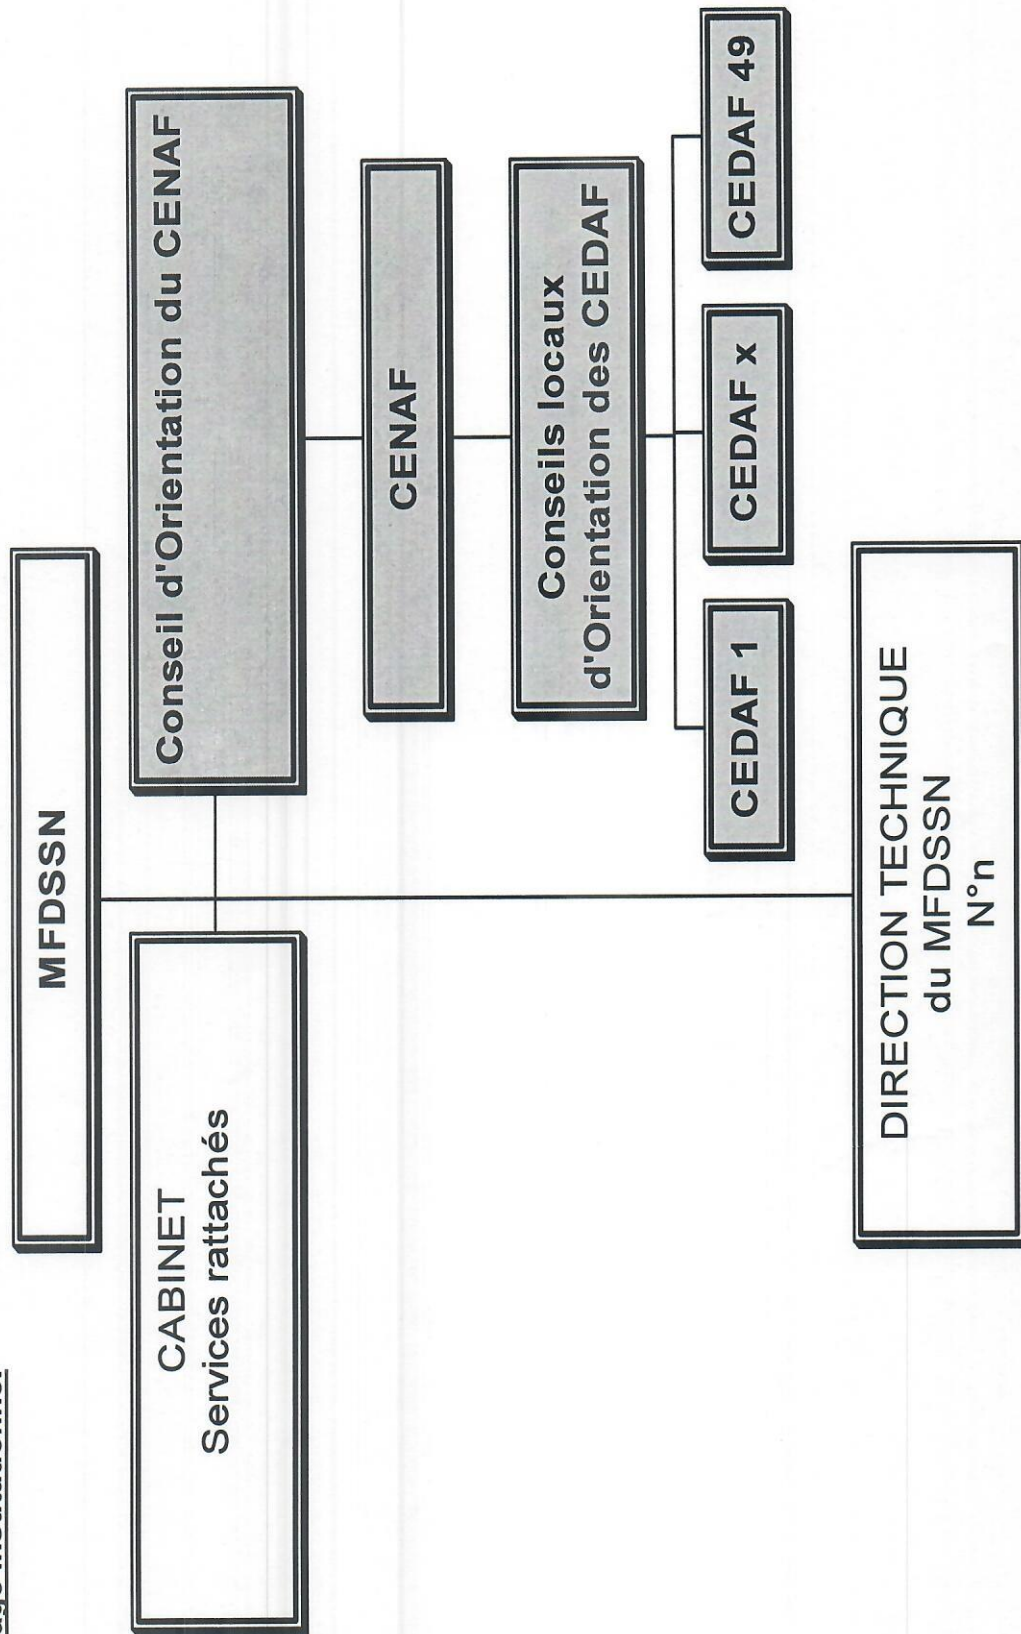 MFDSSN
CABINET
Services rattachés
Conseil d'Orientation du CENAF
CENAF
Conseils locaux
d'Orientation des CEDAF
CEDAF 1
CEDAF x
CEDAF 49
DIRECTION TECHNIQUE
du MFDSSN
N°n